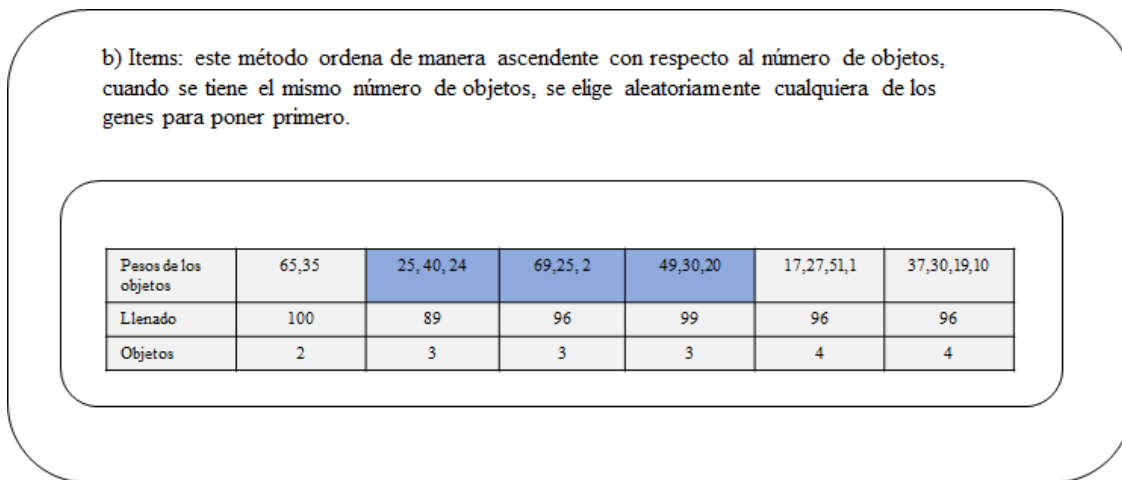 b) Items: este método ordena de manera ascendente con respecto al número de objetos,
cuando se tiene el mismo número de objetos, se elige aleatoriamente cualquiera de los
genes para poner primero.
Pesos de los objetos 65,35 25, 40, 24 69,25, 2 49,30,20 17,27,51,1 37,30,19,10
Llenado 100 89 96 99 96 96
Objetos 2 3 3 3 4 4